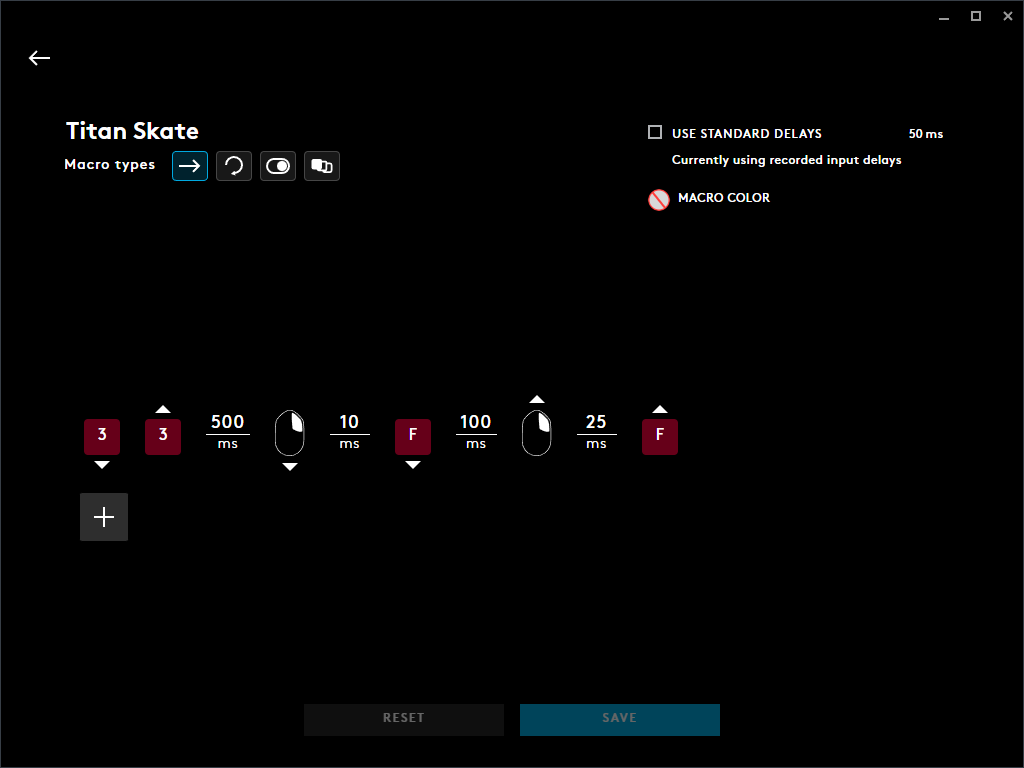 Titan Skate
Macro types
USE STANDARD DELAYS 50 ms
Currently using recorded input delays
MACRO COLOR
3 3 500 ms 10 ms F 100 ms 25 ms F
RESET SAVE